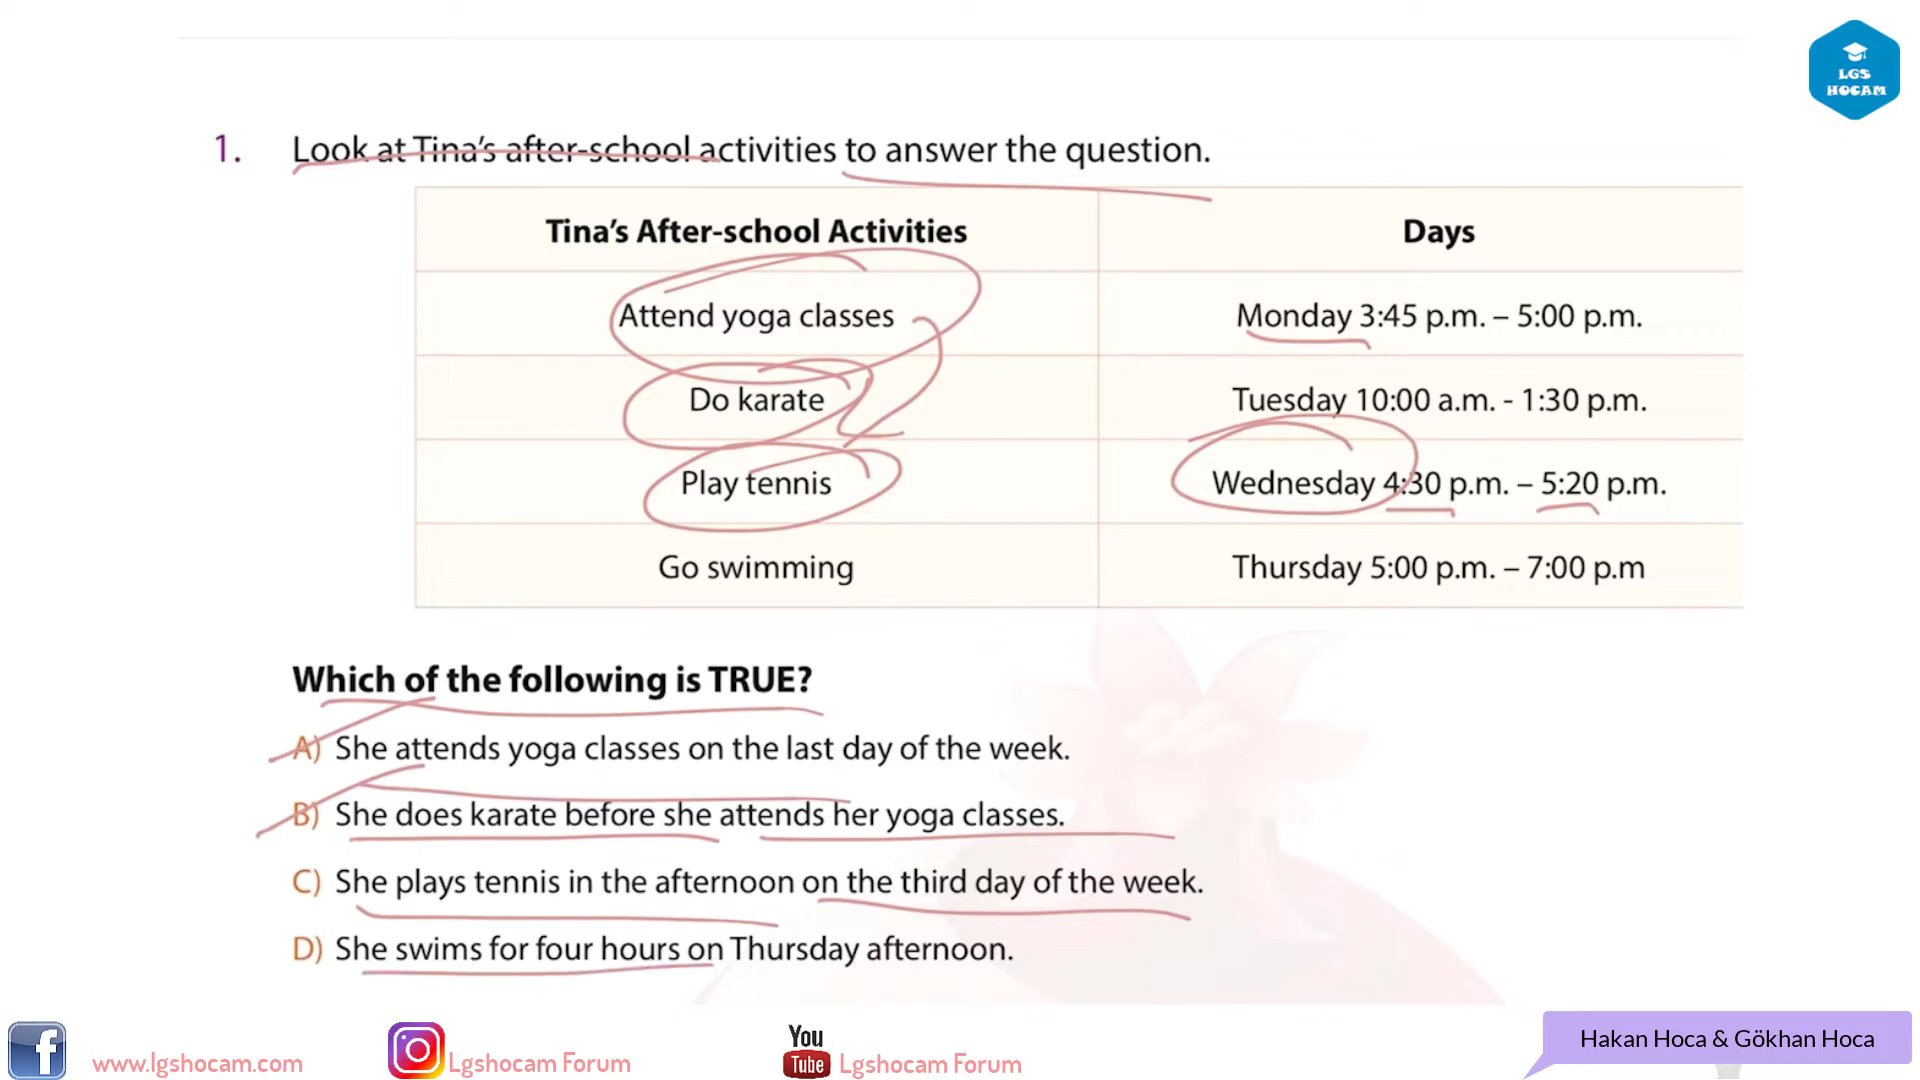 LGS
HOCAM
1. Look at Tina's after-school activities to answer the question.
Tina's After-school Activities Days
Attend yoga classes Monday 3:45 p.m. – 5:00 p.m.
Do karate Tuesday 10:00 a.m. - 1:30 p.m.
Play tennis Wednesday 4:30 p.m. – 5:20 p.m.
Go swimming Thursday 5:00 p.m. – 7:00 p.m
Which of the following is TRUE?
A) She attends yoga classes on the last day of the week.
B) She does karate before she attends her yoga classes.
C) She plays tennis in the afternoon on the third day of the week.
D) She swims for four hours on Thursday afternoon.
f www.lgshocam.com Lgshocam Forum You Tube Lgshocam Forum
Hakan Hoca & Gökhan Hoca